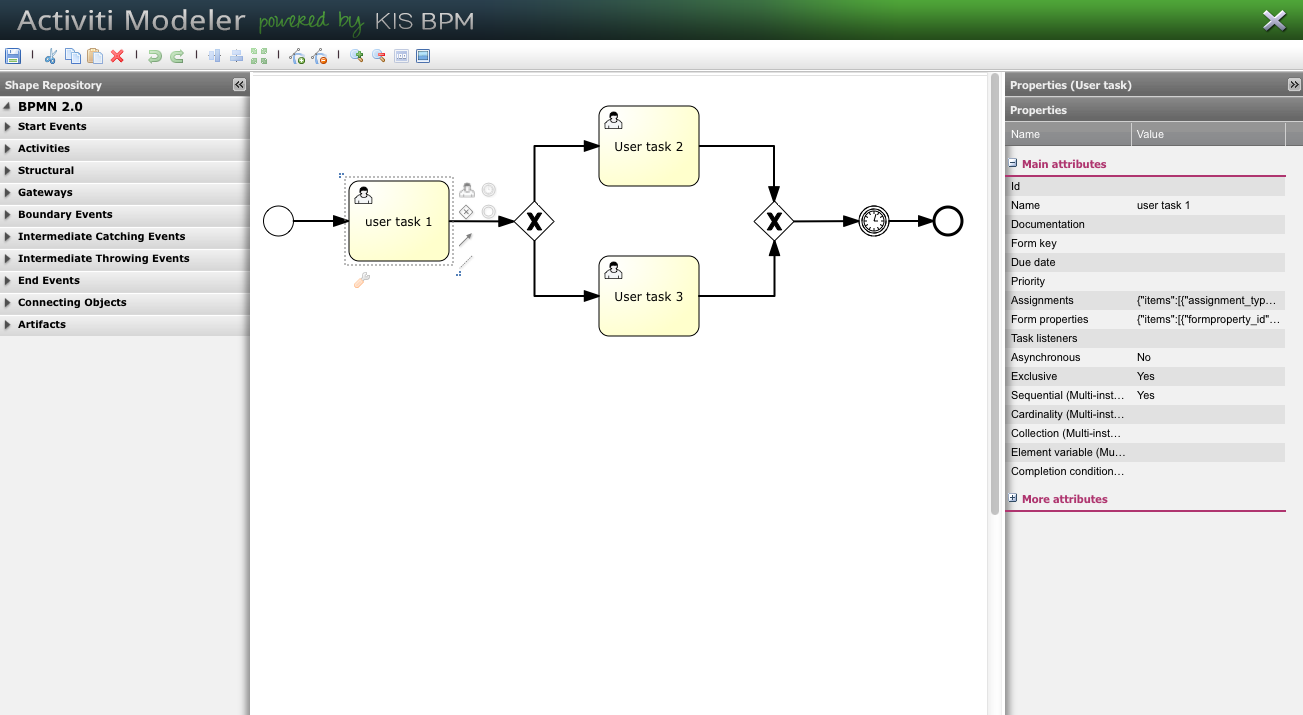 Activiti Modeler powered by KIS BPM
Shape Repository
BPMN 2.0
Start Events
Activities
Structural
Gateways
Boundary Events
Intermediate Catching Events
Intermediate Throwing Events
End Events
Connecting Objects
Artifacts
User task 2
user task 1
X
X
User task 3
Properties (User task)
Properties
Name Value
Main attributes
Id
Name user task 1
Documentation
Form key
Due date
Priority
Assignments {"items":[{"assignment_typ...
Form properties {"items":[{"formproperty_id"...
Task listeners
Asynchronous No
Exclusive Yes
Sequential (Multi-inst... Yes
Cardinality (Multi-inst...
Collection (Multi-inst...
Element variable (Mu...
Completion condition...
More attributes